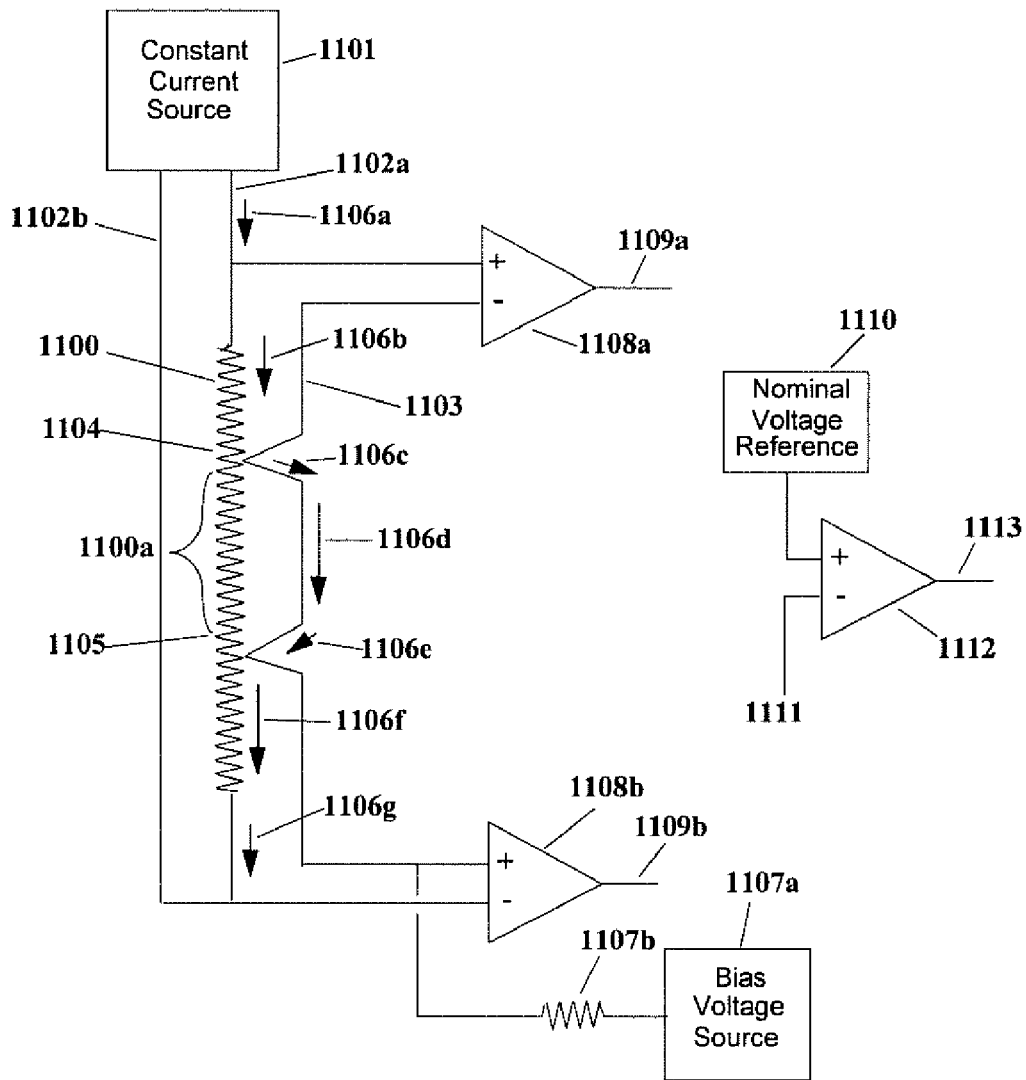 Constant
Current
Source
1101
1102a
1102b
1106a
1109a
+
-
1108a
1100
1106b
1103
1104
1106c
1110
Nominal
Voltage
Reference
1100a
1106d
1113
+
-
1105
1106e
1112
1111
1106f
1106g
1108b
1109b
+
-
1107a
1107b
Bias
Voltage
Source